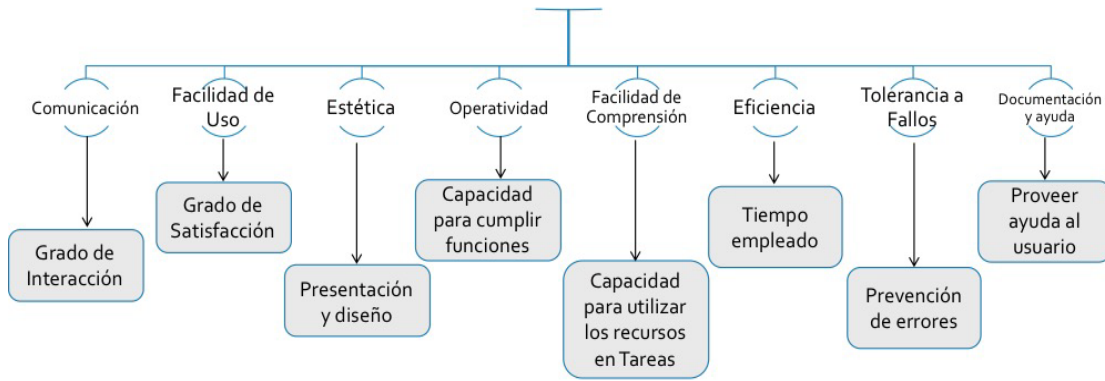 Comunicación
Facilidad de
Uso
Estética
Operatividad
Facilidad de
Comprensión
Eficiencia
Tolerancia a
Fallos
Documentación
y ayuda
Grado de
Interacción
Grado de
Satisfacción
Presentación
y diseño
Capacidad
para cumplir
funciones
Capacidad
para utilizar
los recursos
en Tareas
Tiempo
empleado
Prevención
de errores
Proveer
ayuda al
usuario